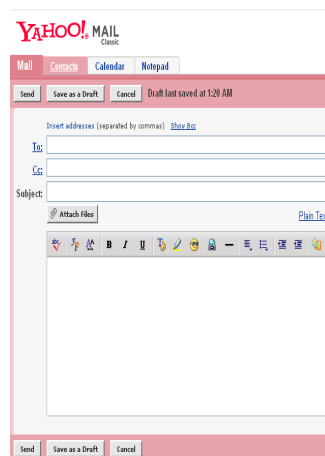 YAHOO! MAIL
Classic
Mail Contacts Calendar Notepad
Send Save as a Draft Cancel Draft last saved at 1:20 AM
Insert addresses (separated by commas) Show Bcc
To:
Cc:
Subject:
Attach Files Plain Tex
B I U
Send Save as a Draft Cancel